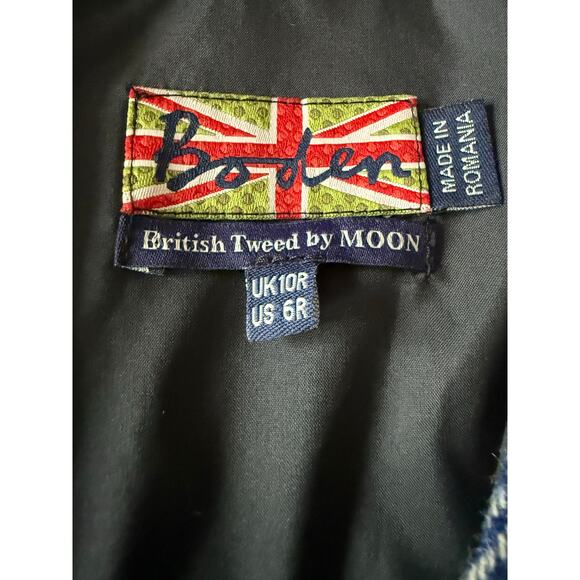 Boden
MADE IN
ROMANIA
British Tweed by MOON
UK10R
US 6R